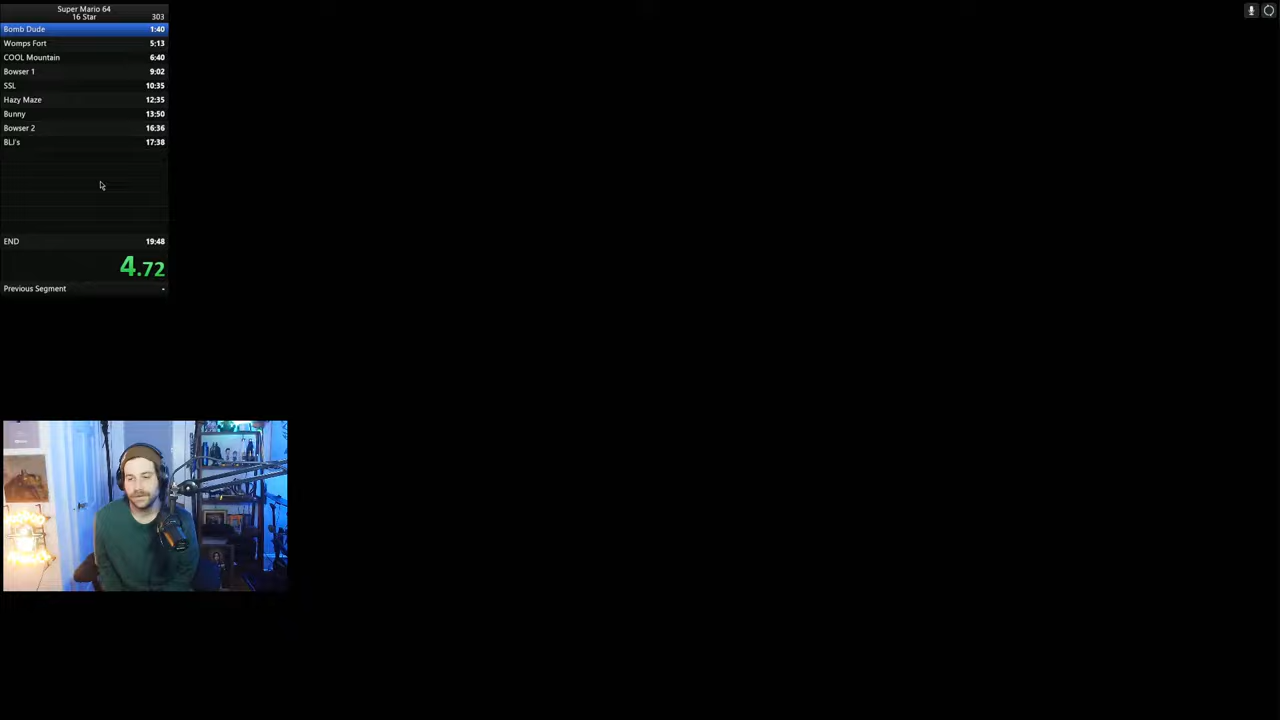 Super Mario 64
16 Star 303
Bomb Dude 1:40
Womps Fort 5:13
COOL Mountain 6:40
Bowser 1 9:02
SSL 10:35
Hazy Maze 12:35
Bunny 13:50
Bowser 2 16:36
BLJ's 17:38
END 19:48
4.72
Previous Segment -